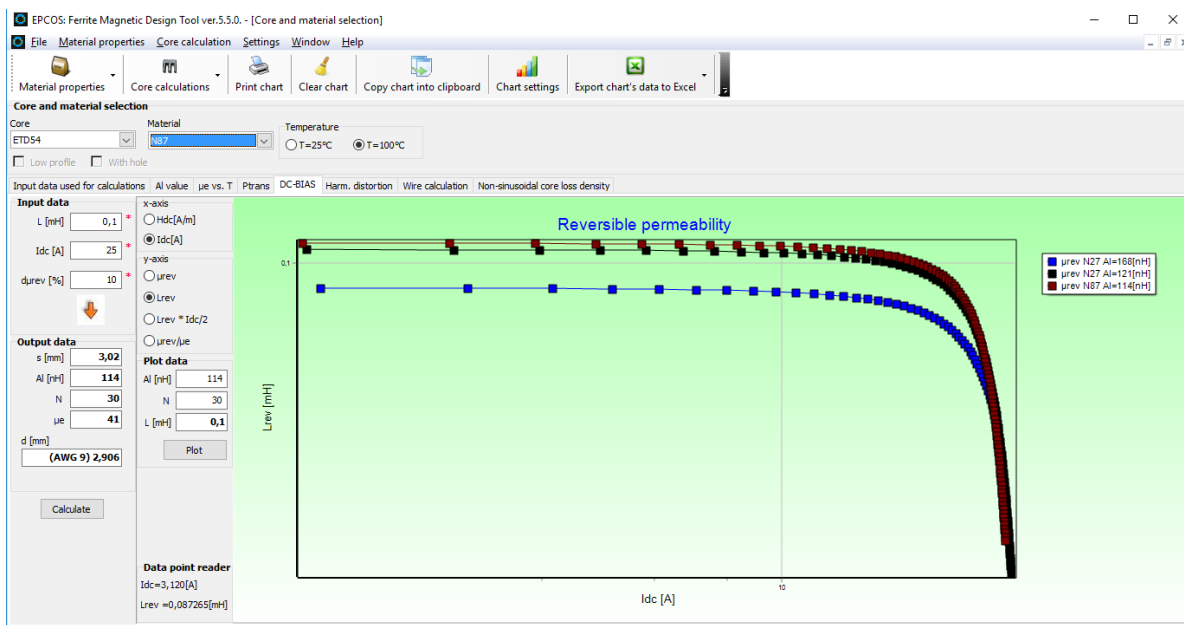 EPCOS: Ferrite Magnetic Design Tool ver.5.5.0. - [Core and material selection]
File Material properties Core calculation Settings Window Help
Material properties Core calculations Print chart Clear chart Copy chart into clipboard Chart settings Export chart's data to Excel
Core and material selection
Core Material Temperature
ETD54 N87 T=25ºC T=100ºC
Low profile With hole
Input data used for calculations Al value µe vs. T Ptrans DC-BIAS Harm. distortion Wire calculation Non-sinusoidal core loss density
Input data
L [mH] 0,1 *
Idc [A] 25 *
dµrev [%] 10 *
Output data
s [mm] 3,02
Al [nH] 114
N 30
µe 41
d [mm]
(AWG 9) 2,906
Calculate
x-axis
Hdc[A/m]
Idc[A]
y-axis
µrev
Lrev
Lrev * Idc/2
µrev/µe
Plot data
Al [nH] 114
N 30
L [mH] 0,1
Plot
Data point reader
Idc=3,120[A]
Lrev =0,087265[mH]
Reversible permeability
0,1
Lrev [mH]
10
Idc [A]
µrev N27 Al=168[nH]
µrev N27 Al=121[nH]
µrev N87 Al=114[nH]